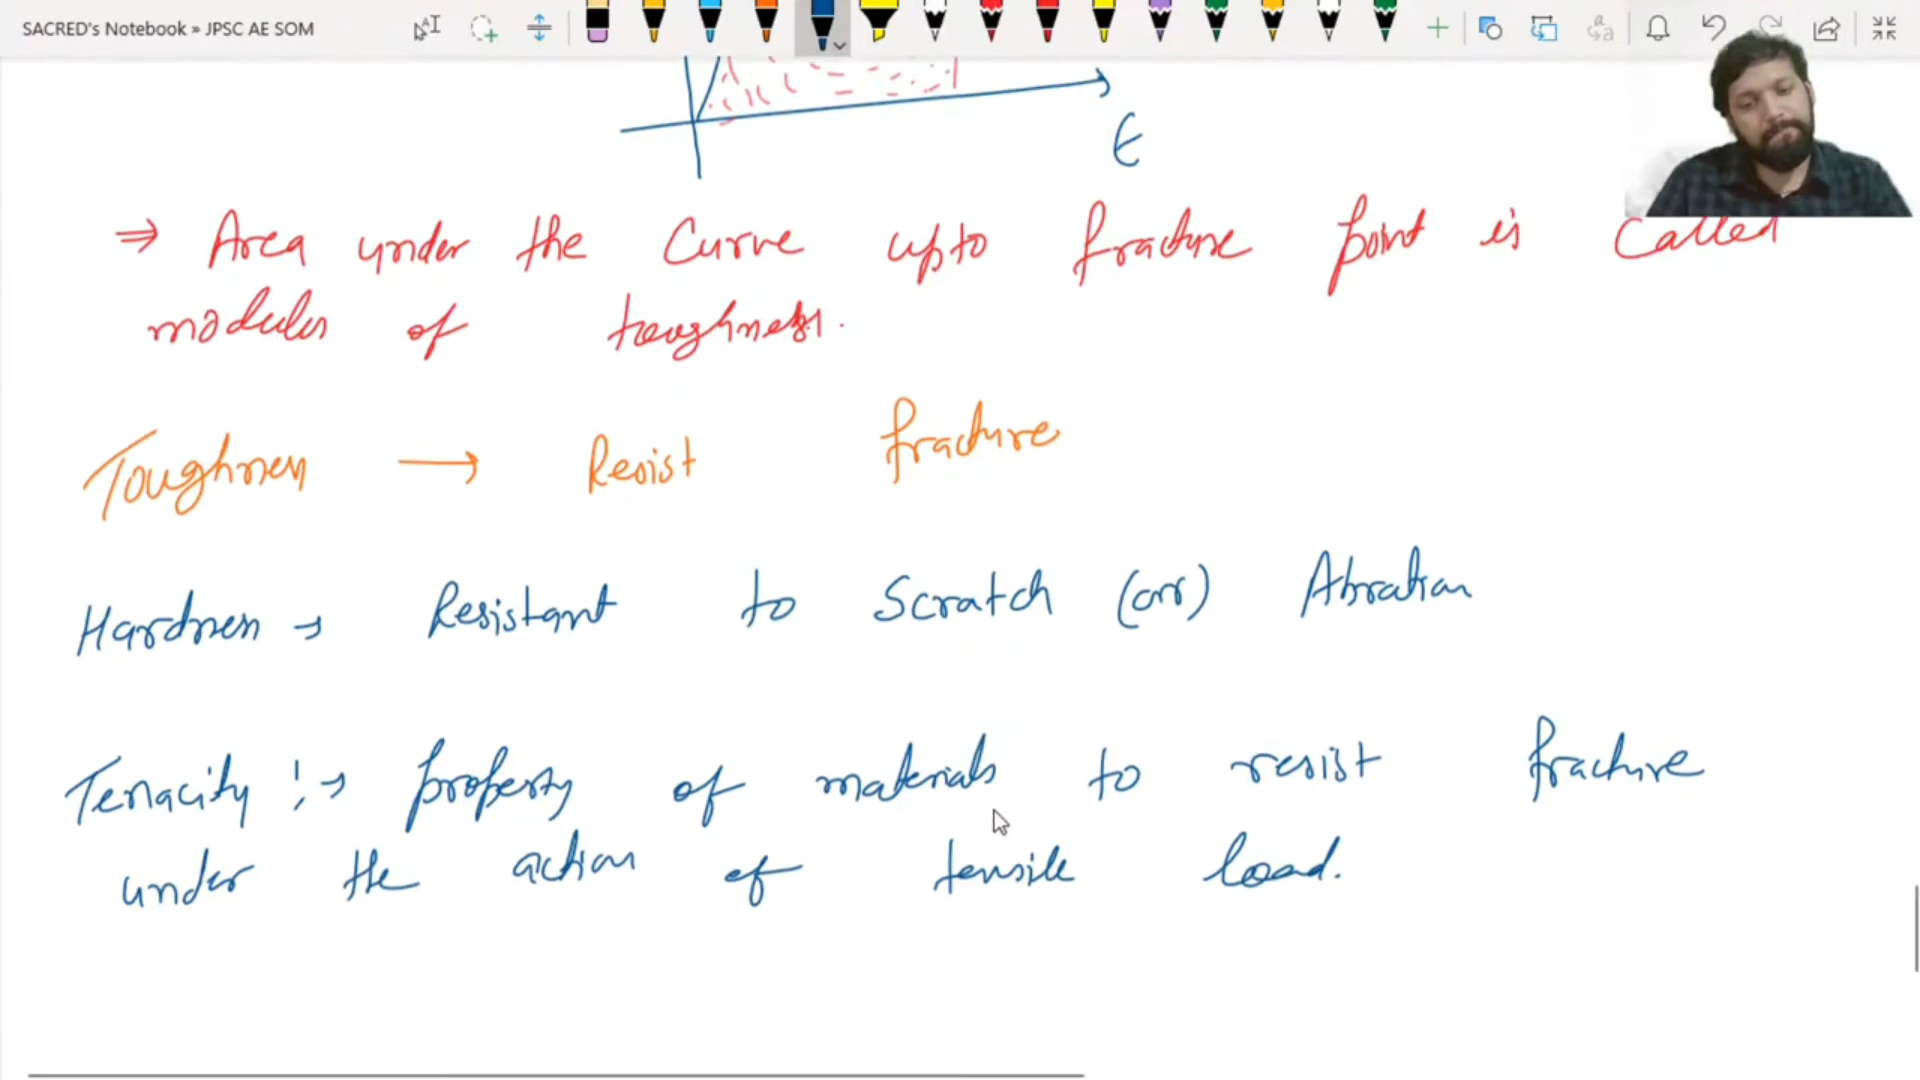 SACRED's Notebook » JPSC AE SOM
ϵ
⇒ Area under the Curve upto fracture point is called
modulus of toughness.
Toughness → Resist fracture
Hardness → Resistant to Scratch (or) Abration
Tenacity :→ property of materials to resist fracture
under the action of tensile load.